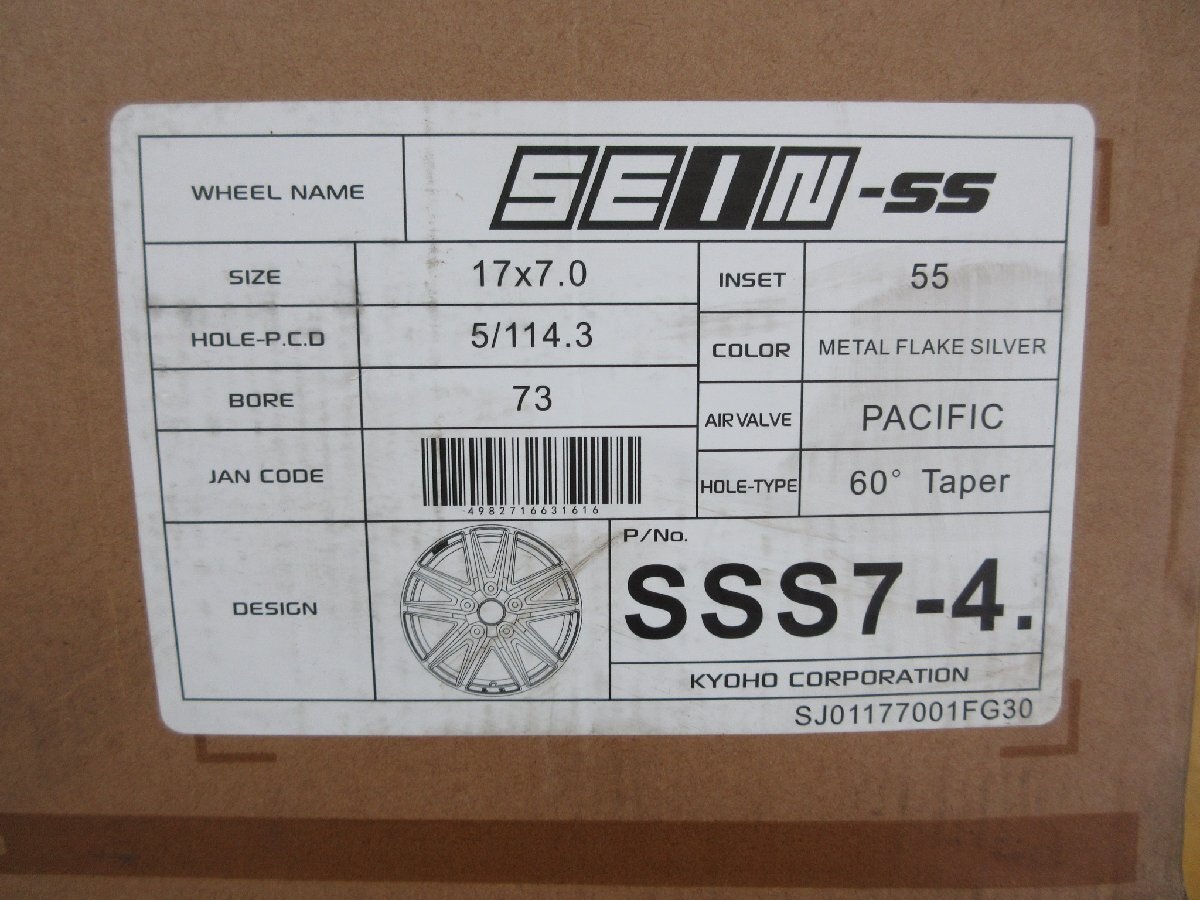 WHEEL NAME SEIN-SS
SIZE 17x7.0 INSET 55
HOLE-P.C.D 5/114.3 COLOR METAL FLAKE SILVER
BORE 73 AIR VALVE PACIFIC
JAN CODE 4982716631616 HOLE-TYPE 60° Taper
DESIGN P/No.
SSS7-4.
KYOHO CORPORATION
SJ01177001FG30